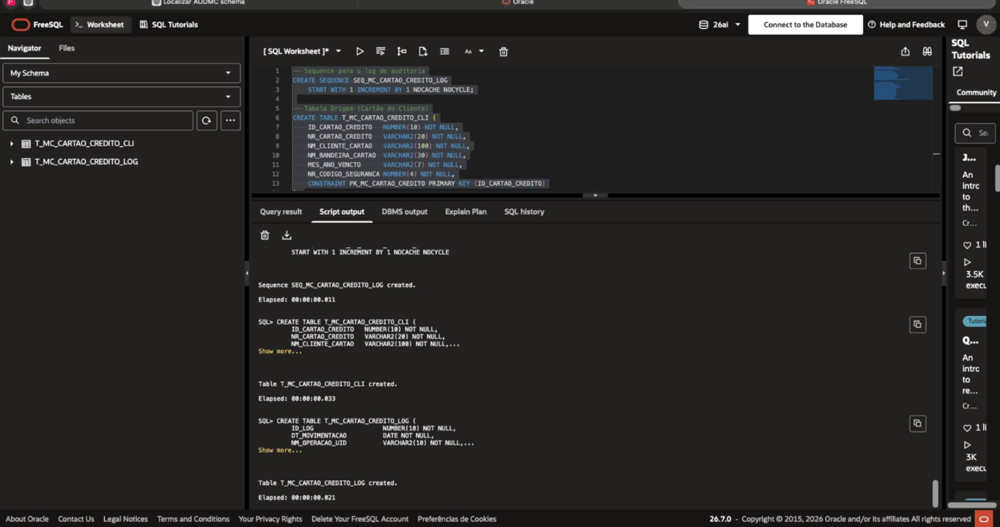 Localizar AUDMC schema
Oracle
Oracle FreeSQL
FreeSQL
>_ Worksheet
SQL Tutorials
26ai
Connect to the Database
Help and Feedback
V
Navigator
Files
My Schema
Tables
Search objects
T_MC_CARTAO_CREDITO_CLI
T_MC_CARTAO_CREDITO_LOG
[ SQL Worksheet ]*
Aa
1 -- Sequence para o log de auditoria
2 CREATE SEQUENCE SEQ_MC_CARTAO_CREDITO_LOG
3 START WITH 1 INCREMENT BY 1 NOCACHE NOCYCLE;
4
5 -- Tabela Origem (Cartão do Cliente)
6 CREATE TABLE T_MC_CARTAO_CREDITO_CLI (
7 ID_CARTAO_CREDITO NUMBER(10) NOT NULL,
8 NR_CARTAO_CREDITO VARCHAR2(20) NOT NULL,
9 NM_CLIENTE_CARTAO VARCHAR2(100) NOT NULL,
10 NM_BANDEIRA_CARTAO VARCHAR2(30) NOT NULL,
11 MES_ANO_VENCTO VARCHAR2(7) NOT NULL,
12 NR_CODIGO_SEGURANCA NUMBER(4) NOT NULL,
13 CONSTRAINT PK_MC_CARTAO_CREDITO PRIMARY KEY (ID_CARTAO_CREDITO)
Query result
Script output
DBMS output
Explain Plan
SQL history
START WITH 1 INCREMENT BY 1 NOCACHE NOCYCLE
Sequence SEQ_MC_CARTAO_CREDITO_LOG created.
Elapsed: 00:00:00.011
SQL> CREATE TABLE T_MC_CARTAO_CREDITO_CLI (
ID_CARTAO_CREDITO NUMBER(10) NOT NULL,
NR_CARTAO_CREDITO VARCHAR2(20) NOT NULL,
NM_CLIENTE_CARTAO VARCHAR2(100) NOT NULL,...
Show more...
Table T_MC_CARTAO_CREDITO_CLI created.
Elapsed: 00:00:00.033
SQL> CREATE TABLE T_MC_CARTAO_CREDITO_LOG (
ID_LOG NUMBER(10) NOT NULL,
DT_MOVIMENTACAO DATE NOT NULL,
NM_OPERACAO_UID VARCHAR2(10) NOT NULL,...
Show more...
Table T_MC_CARTAO_CREDITO_LOG created.
Elapsed: 00:00:00.021
SQL
Tutorials
Community
J...
An
intro
to
th...
Cr...
1 li
3.5K
execu
Tutoria
Q...
An
intro
to
re...
Cr...
1 li
3K
execu
About Oracle
Contact Us
Legal Notices
Terms and Conditions
Your Privacy Rights
Delete Your FreeSQL Account
Preferências de Cookies
26.7.0 - Copyright © 2015, 2026 Oracle and/or its affiliates All rights reserved